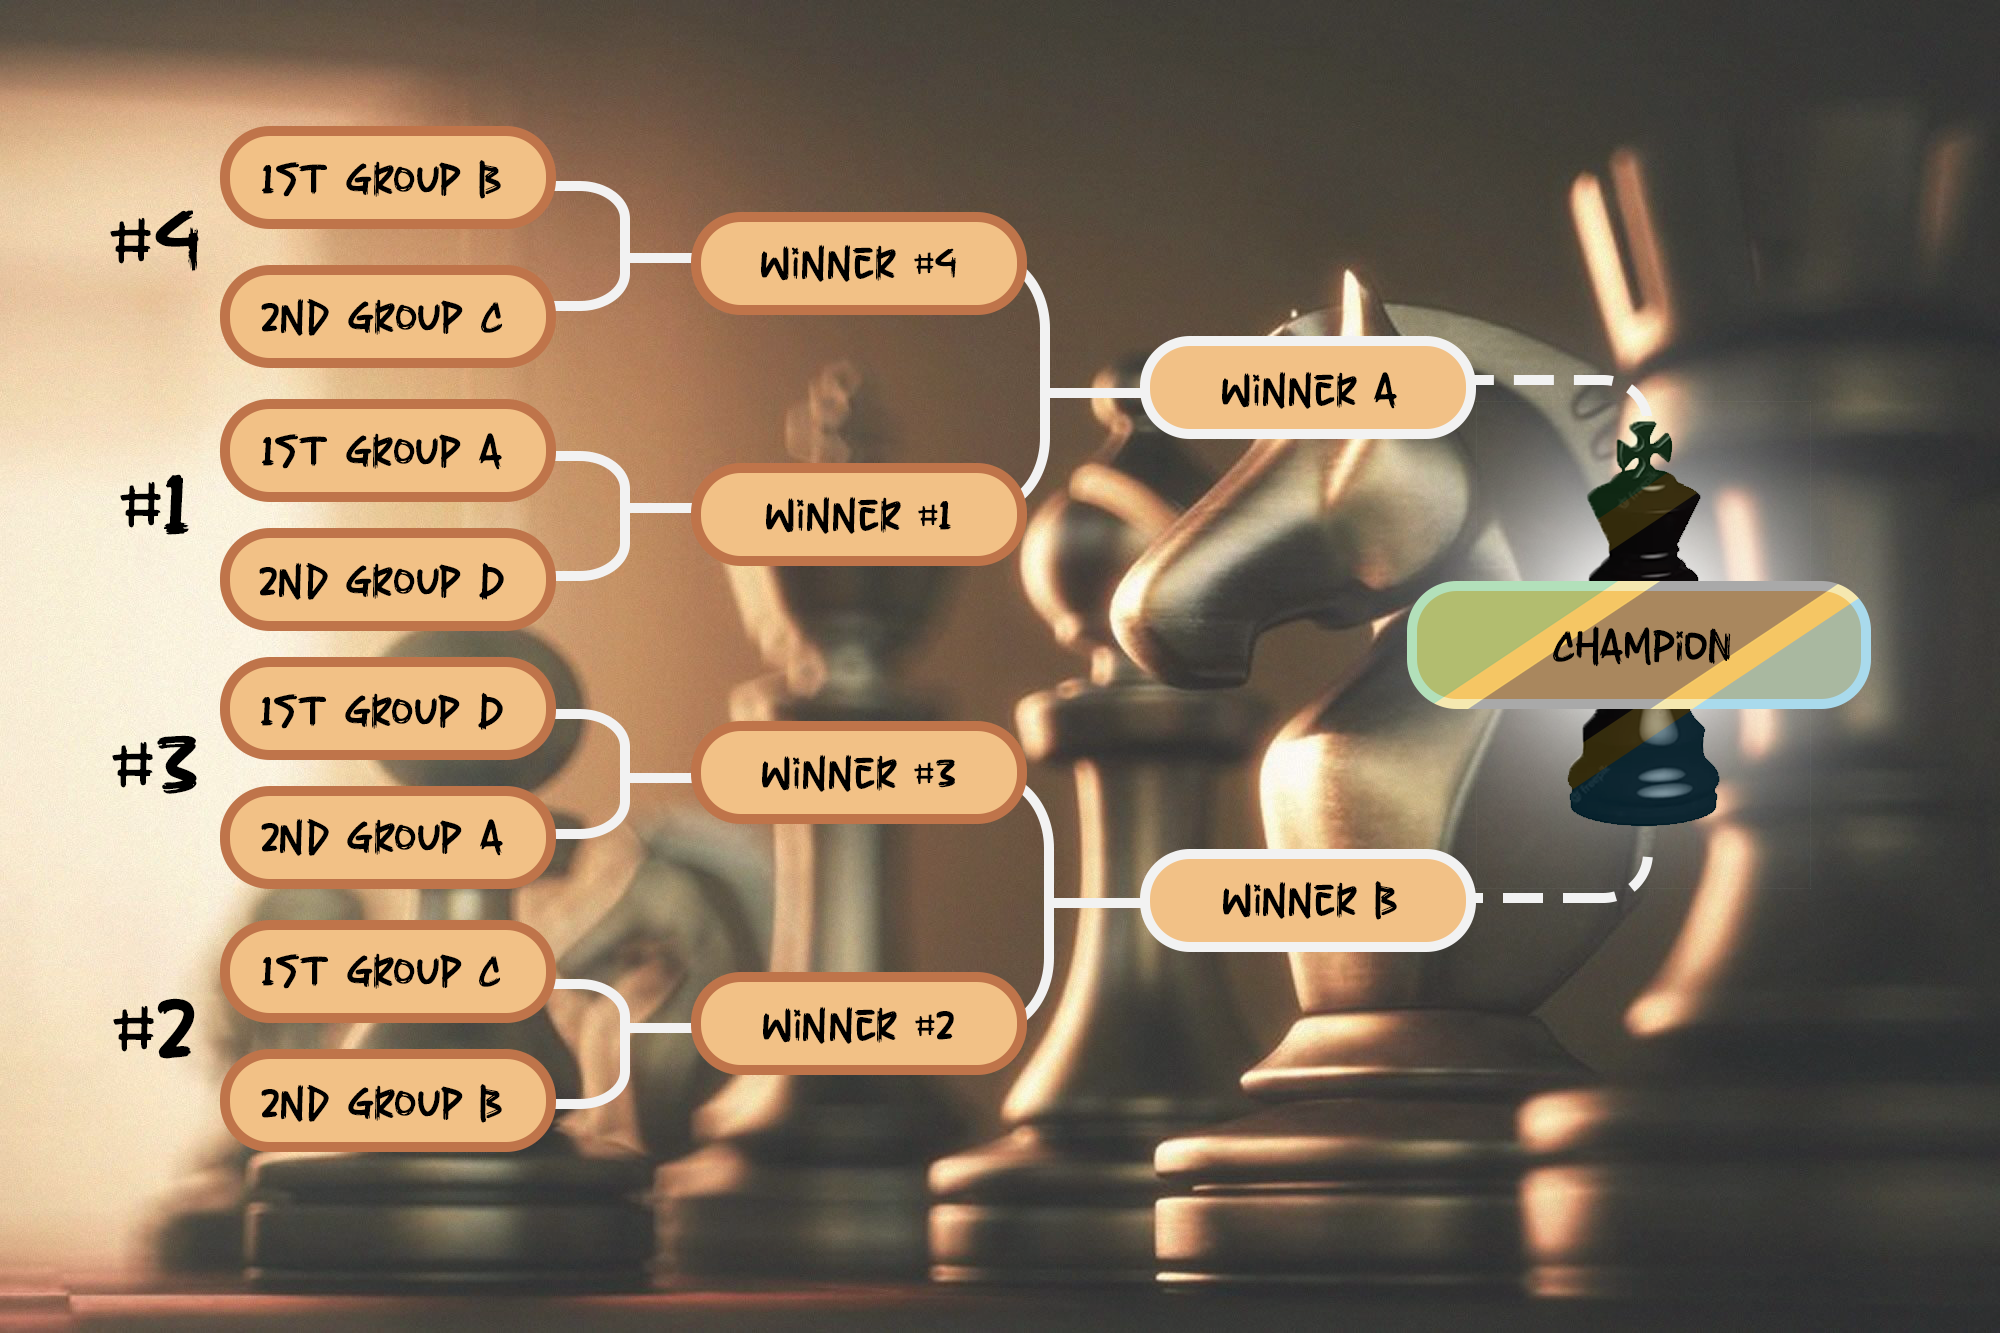 #4
1ST GROUP B
2ND GROUP C
WINNER #4
#1
1ST GROUP A
2ND GROUP D
WINNER #1
WINNER A
#3
1ST GROUP D
2ND GROUP A
WINNER #3
#2
1ST GROUP C
2ND GROUP B
WINNER #2
WINNER B
CHAMPION